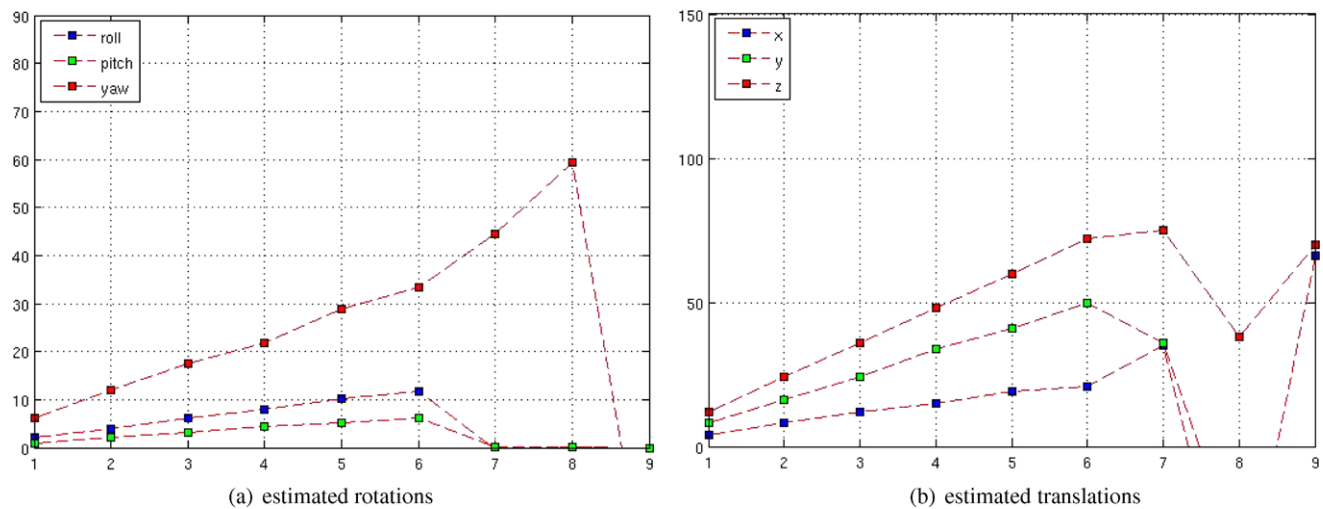 90
80
70
60
50
40
30
20
10
0
1 2 3 4 5 6 7 8 9
roll
pitch
yaw
(a) estimated rotations
150
100
50
0
1 2 3 4 5 6 7 8 9
x
y
z
(b) estimated translations